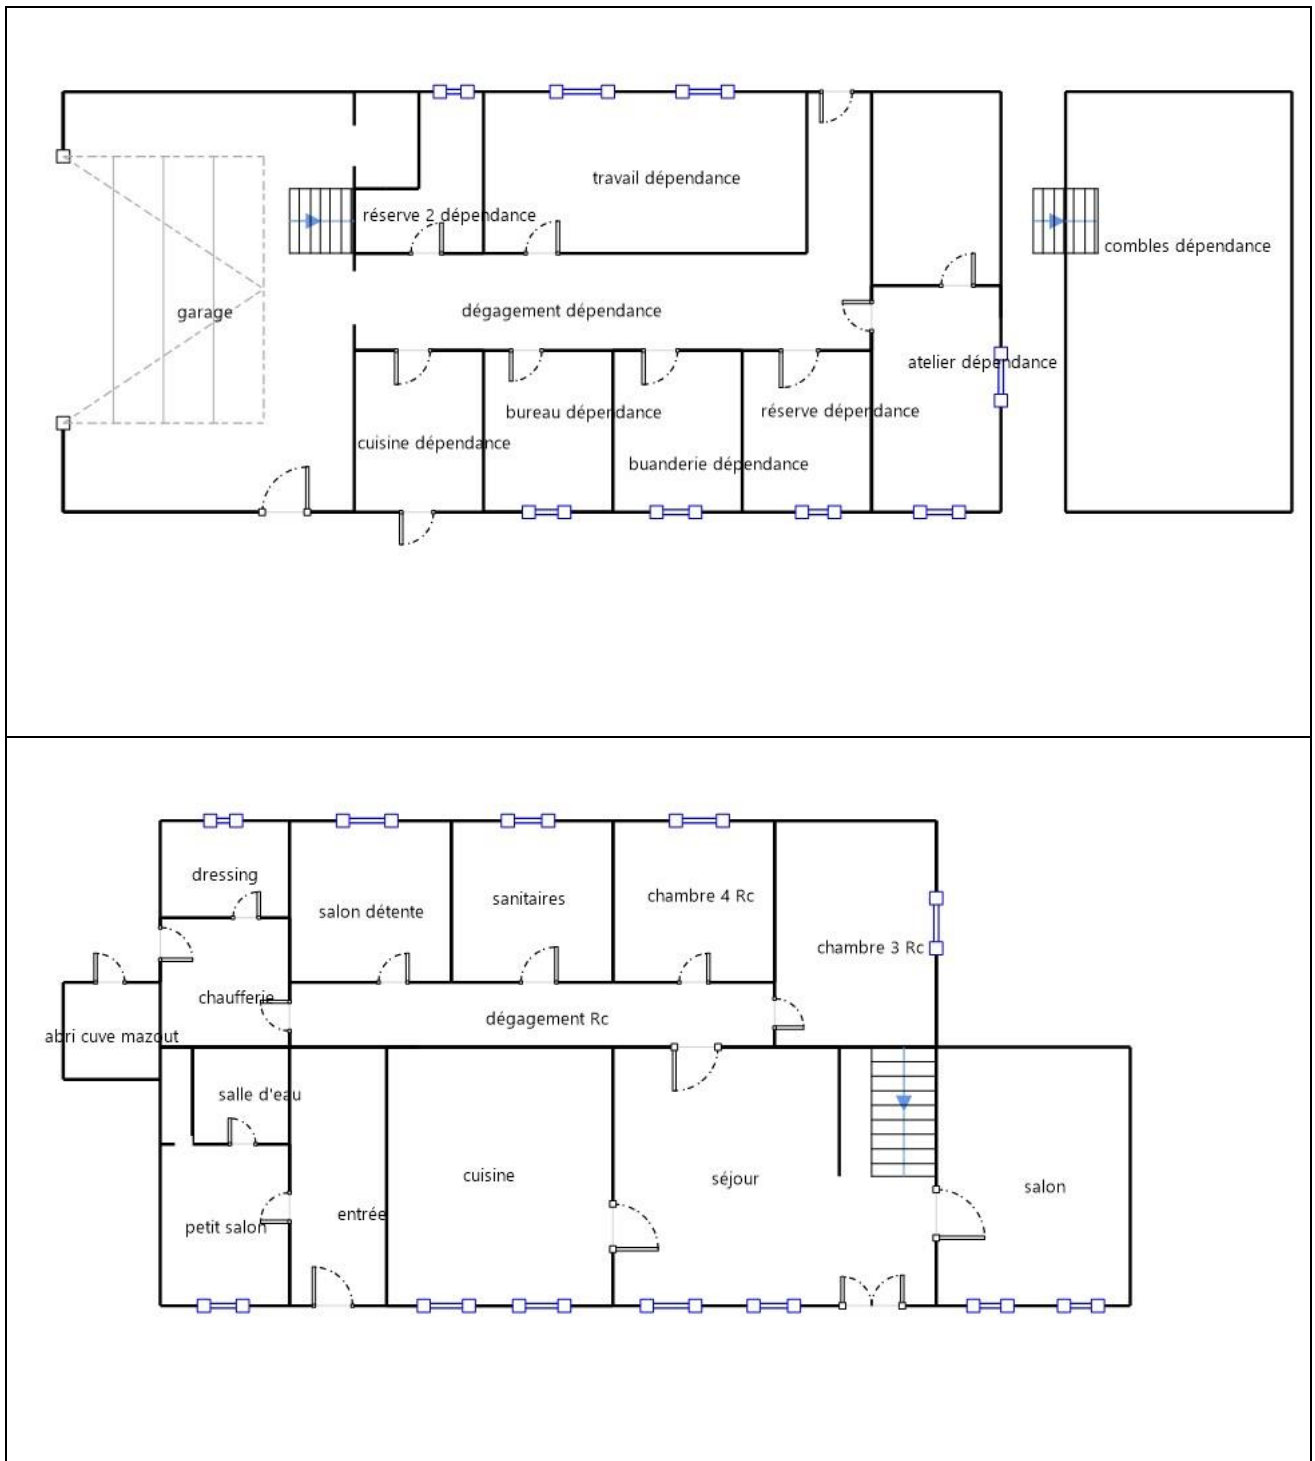 travail dépendance
réserve 2 dépendance
combles dépendance
garage
dégagement dépendance
atelier dépendance
bureau dépendance
réserve dépendance
cuisine dépendance
buanderie dépendance
dressing
salon détente
sanitaires
chambre 4 Rc
chambre 3 Rc
chaufferie
dégagement Rc
abri cuve mazout
salle d'eau
cuisine
séjour
salon
entrée
petit salon